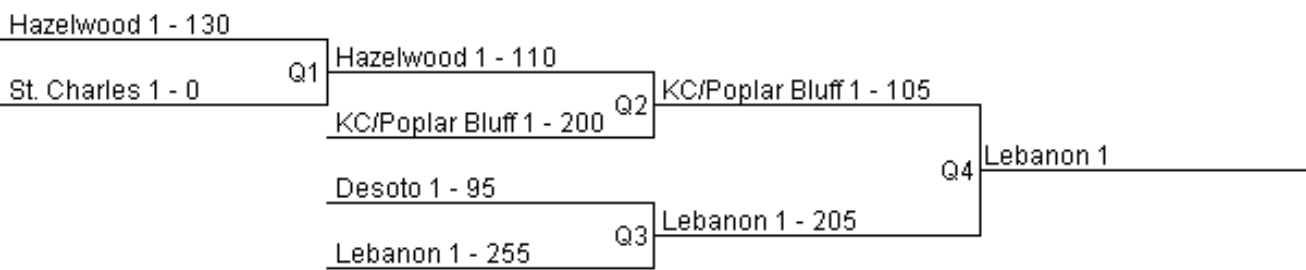 Hazelwood 1 - 130
St. Charles 1 - 0
Q1
Hazelwood 1 - 110
KC/Poplar Bluff 1 - 200
Q2
KC/Poplar Bluff 1 - 105
Desoto 1 - 95
Lebanon 1 - 255
Q3
Lebanon 1 - 205
Q4
Lebanon 1